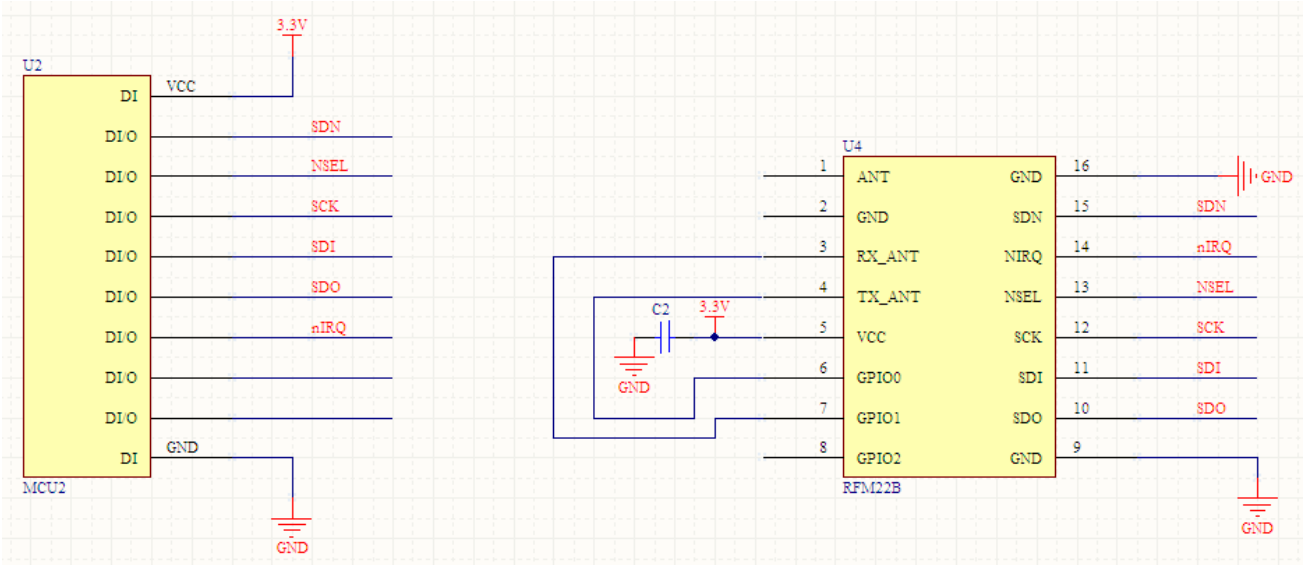 3.3V
U2
DI VCC
DI/O SDN
DI/O NSEL
DI/O SCK
DI/O SDI
DI/O SDO
DI/O nIRQ
DI/O
DI/O
DI GND
MCU2
GND
U4
1 ANT GND 16 GND
2 GND SDN 15 SDN
3 RX_ANT NIRQ 14 nIRQ
4 TX_ANT NSEL 13 NSEL
C2 3.3V
5 VCC SCK 12 SCK
GND
6 GPIO0 SDI 11 SDI
7 GPIO1 SDO 10 SDO
8 GPIO2 GND 9
RFM22B
GND